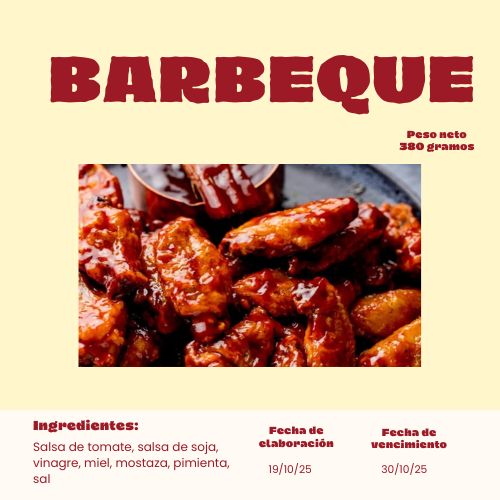 BARBEQUE
Peso neto
380 gramos
Ingredientes:
Salsa de tomate, salsa de soja,
vinagre, miel, mostaza, pimienta,
sal
Fecha de
elaboración
19/10/25
Fecha de
vencimiento
30/10/25